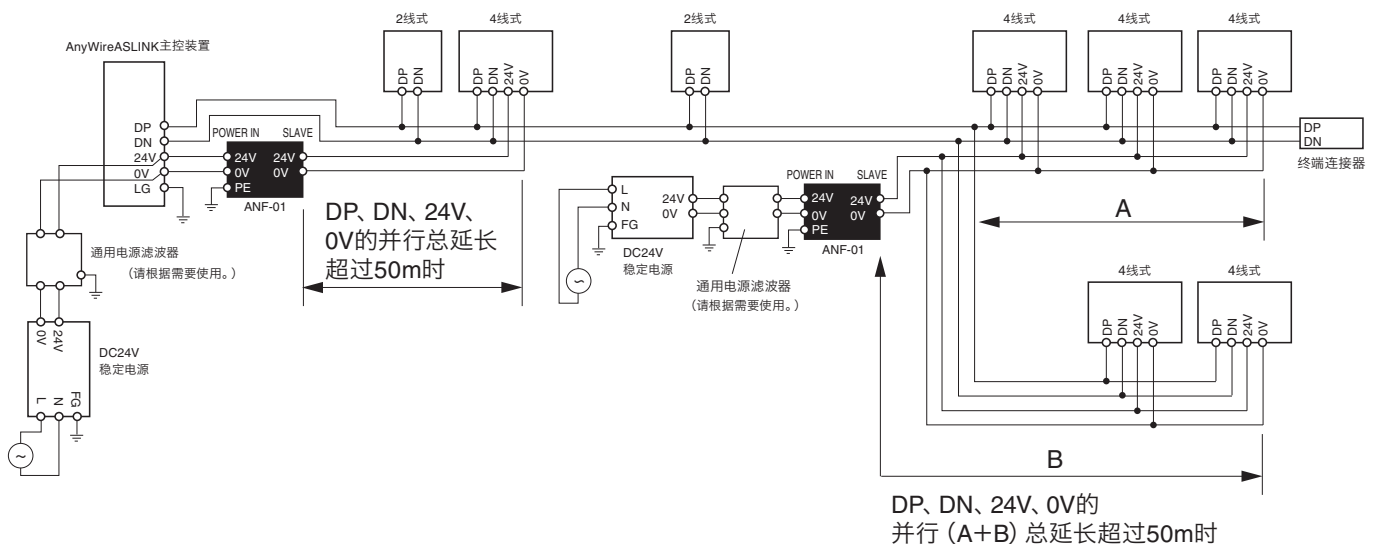 2线式
4线式
2线式
4线式
4线式
4线式
AnyWireASLINK主控装置
DP
DN
DP
DN
24V
0V
DP
DN
DP
DN
24V
0V
DP
DN
24V
0V
DP
DN
24V
0V
DP
DN
24V
0V
LG
POWER IN
SLAVE
24V
24V
0V
0V
PE
ANF-01
DP
DN
终端连接器
DP、DN、24V、
0V的并行总延长
超过50m时
L
N
FG
24V
0V
DC24V
稳定电源
POWER IN
SLAVE
24V
24V
0V
0V
PE
ANF-01
通用电源滤波器
（请根据需要使用。）
A
通用电源滤波器
（请根据需要使用。）
0V
24V
DC24V
稳定电源
L
N
FG
4线式
4线式
DP
DN
24V
0V
DP
DN
24V
0V
B
DP、DN、24V、0V的
并行（A+B）总延长超过50m时